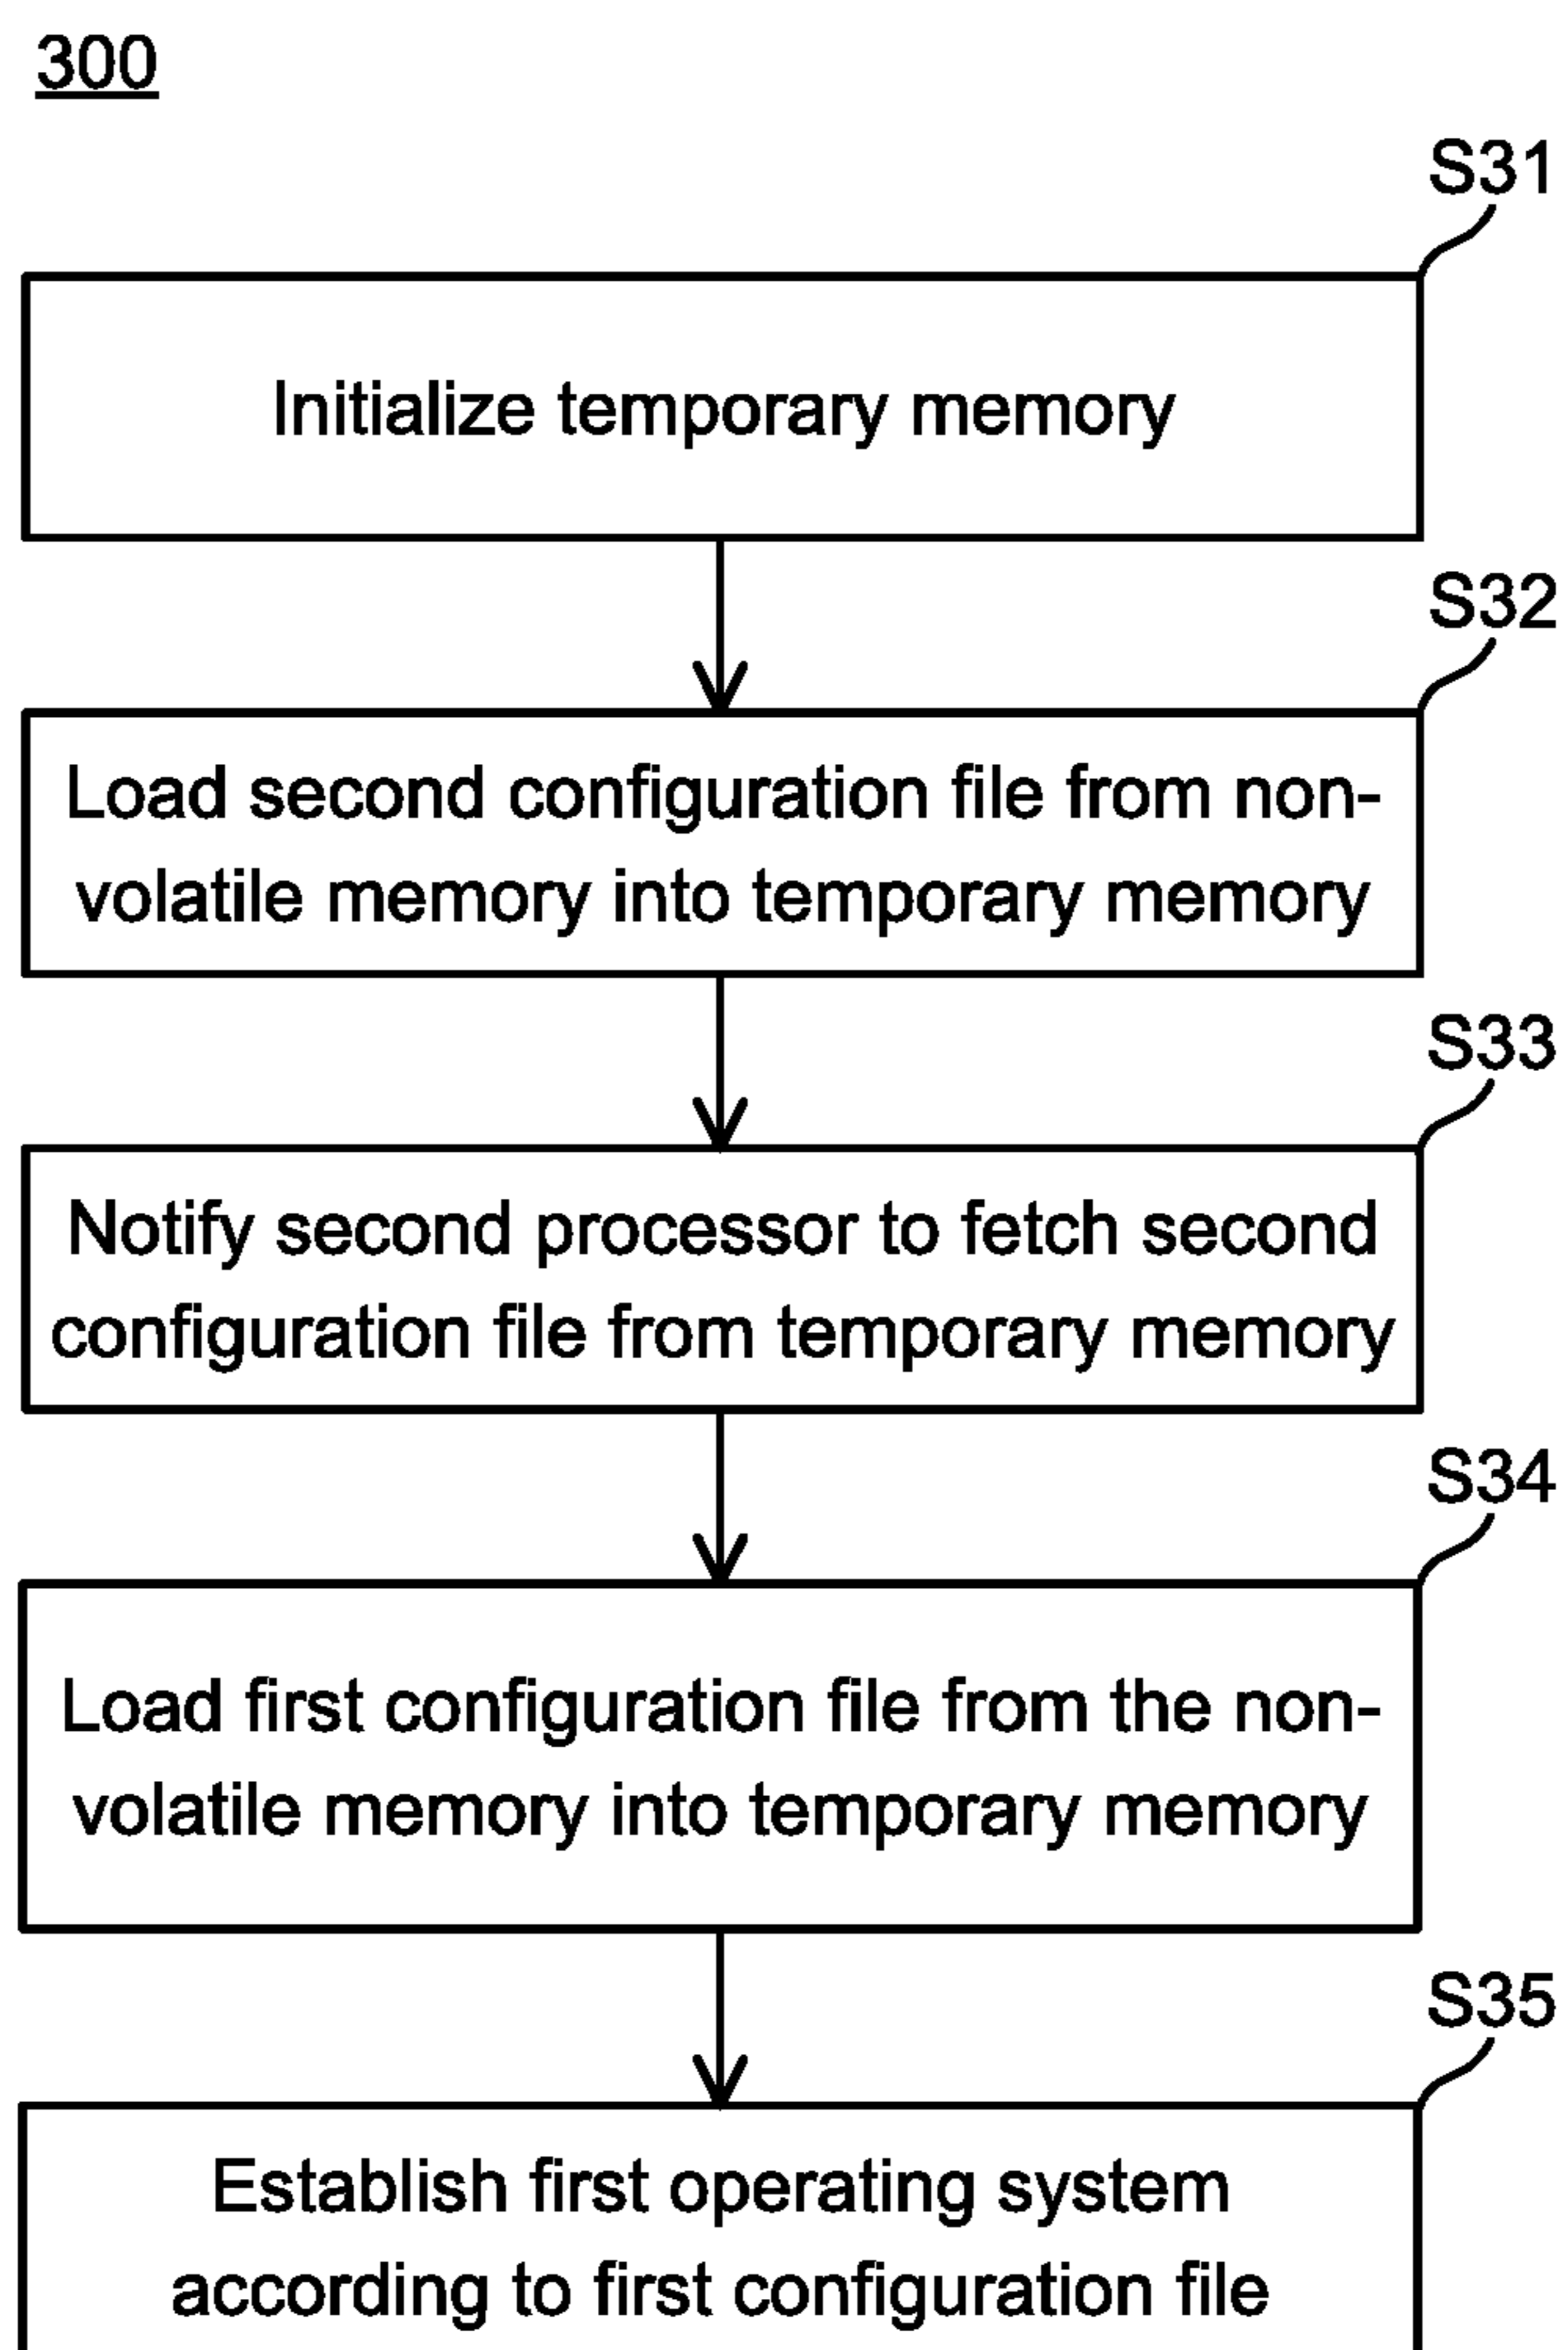 300
S31
Initialize temporary memory
S32
Load second configuration file from non-
volatile memory into temporary memory
S33
Notify second processor to fetch second
configuration file from temporary memory
S34
Load first configuration file from the non-
volatile memory into temporary memory
S35
Establish first operating system
according to first configuration file